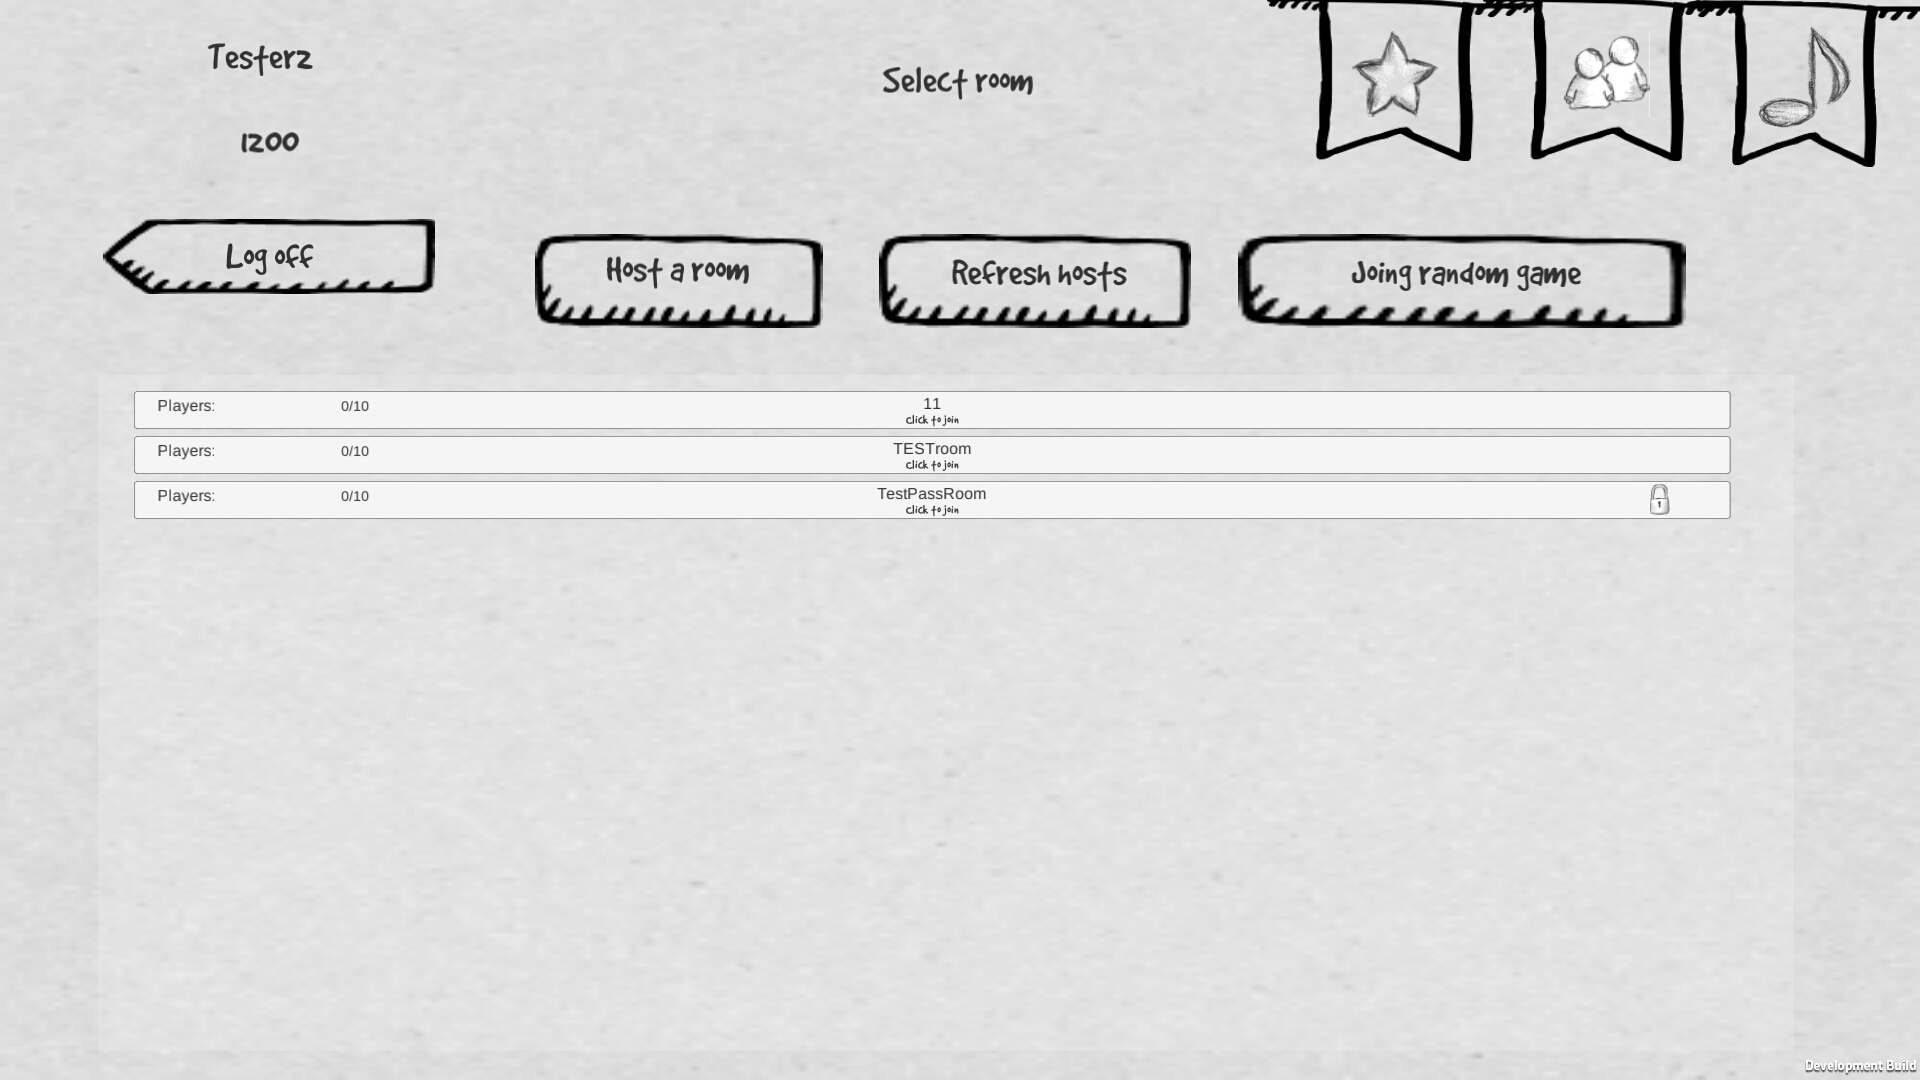 Testerz
Select room
1200
Log off
Host a room
Refresh hosts
Joing random game
Players: 0/10 11
click to join
Players: 0/10 TESTroom
click to join
Players: 0/10 TestPassRoom
click to join
Development Build